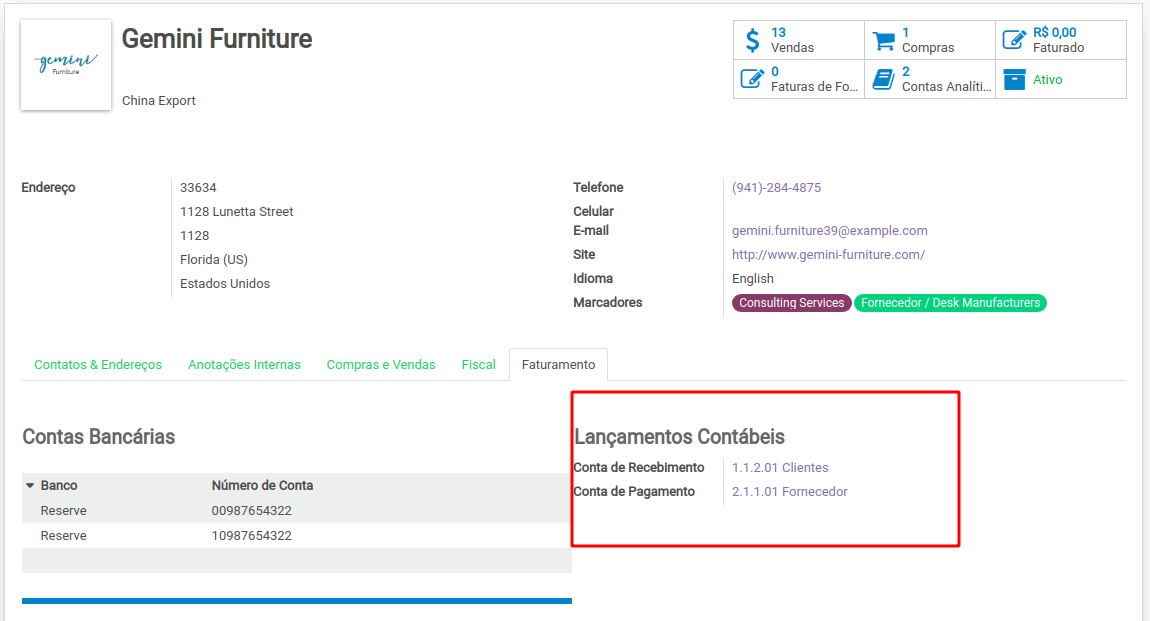 gemini
Furniture
Gemini Furniture
China Export
13
Vendas
1
Compras
R$ 0,00
Faturado
0
Faturas de Fo...
2
Contas Analíti...
Ativo
Endereço
33634
1128 Lunetta Street
1128
Florida (US)
Estados Unidos
Telefone (941)-284-4875
Celular
E-mail gemini.furniture39@example.com
Site http://www.gemini-furniture.com/
Idioma English
Marcadores Consulting Services Fornecedor / Desk Manufacturers
Contatos & Endereços Anotações Internas Compras e Vendas Fiscal Faturamento
Contas Bancárias
Banco Número de Conta
Reserve 00987654322
Reserve 10987654322
Lançamentos Contábeis
Conta de Recebimento 1.1.2.01 Clientes
Conta de Pagamento 2.1.1.01 Fornecedor